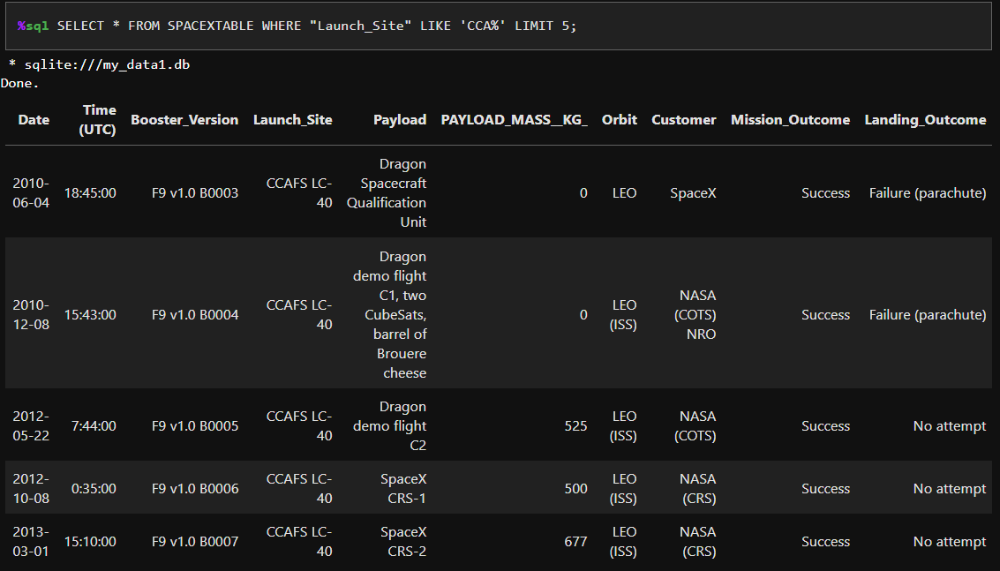 %sql SELECT * FROM SPACEXTABLE WHERE "Launch_Site" LIKE 'CCA%' LIMIT 5;
* sqlite:///my_data1.db
Done.
Date Time (UTC) Booster_Version Launch_Site Payload PAYLOAD_MASS__KG_ Orbit Customer Mission_Outcome Landing_Outcome
2010-06-04 18:45:00 F9 v1.0 B0003 CCAFS LC-40 Dragon Spacecraft Qualification Unit 0 LEO SpaceX Success Failure (parachute)
2010-12-08 15:43:00 F9 v1.0 B0004 CCAFS LC-40 Dragon demo flight C1, two CubeSats, barrel of Brouere cheese 0 LEO (ISS) NASA (COTS) NRO Success Failure (parachute)
2012-05-22 7:44:00 F9 v1.0 B0005 CCAFS LC-40 Dragon demo flight C2 525 LEO (ISS) NASA (COTS) Success No attempt
2012-10-08 0:35:00 F9 v1.0 B0006 CCAFS LC-40 SpaceX CRS-1 500 LEO (ISS) NASA (CRS) Success No attempt
2013-03-01 15:10:00 F9 v1.0 B0007 CCAFS LC-40 SpaceX CRS-2 677 LEO (ISS) NASA (CRS) Success No attempt